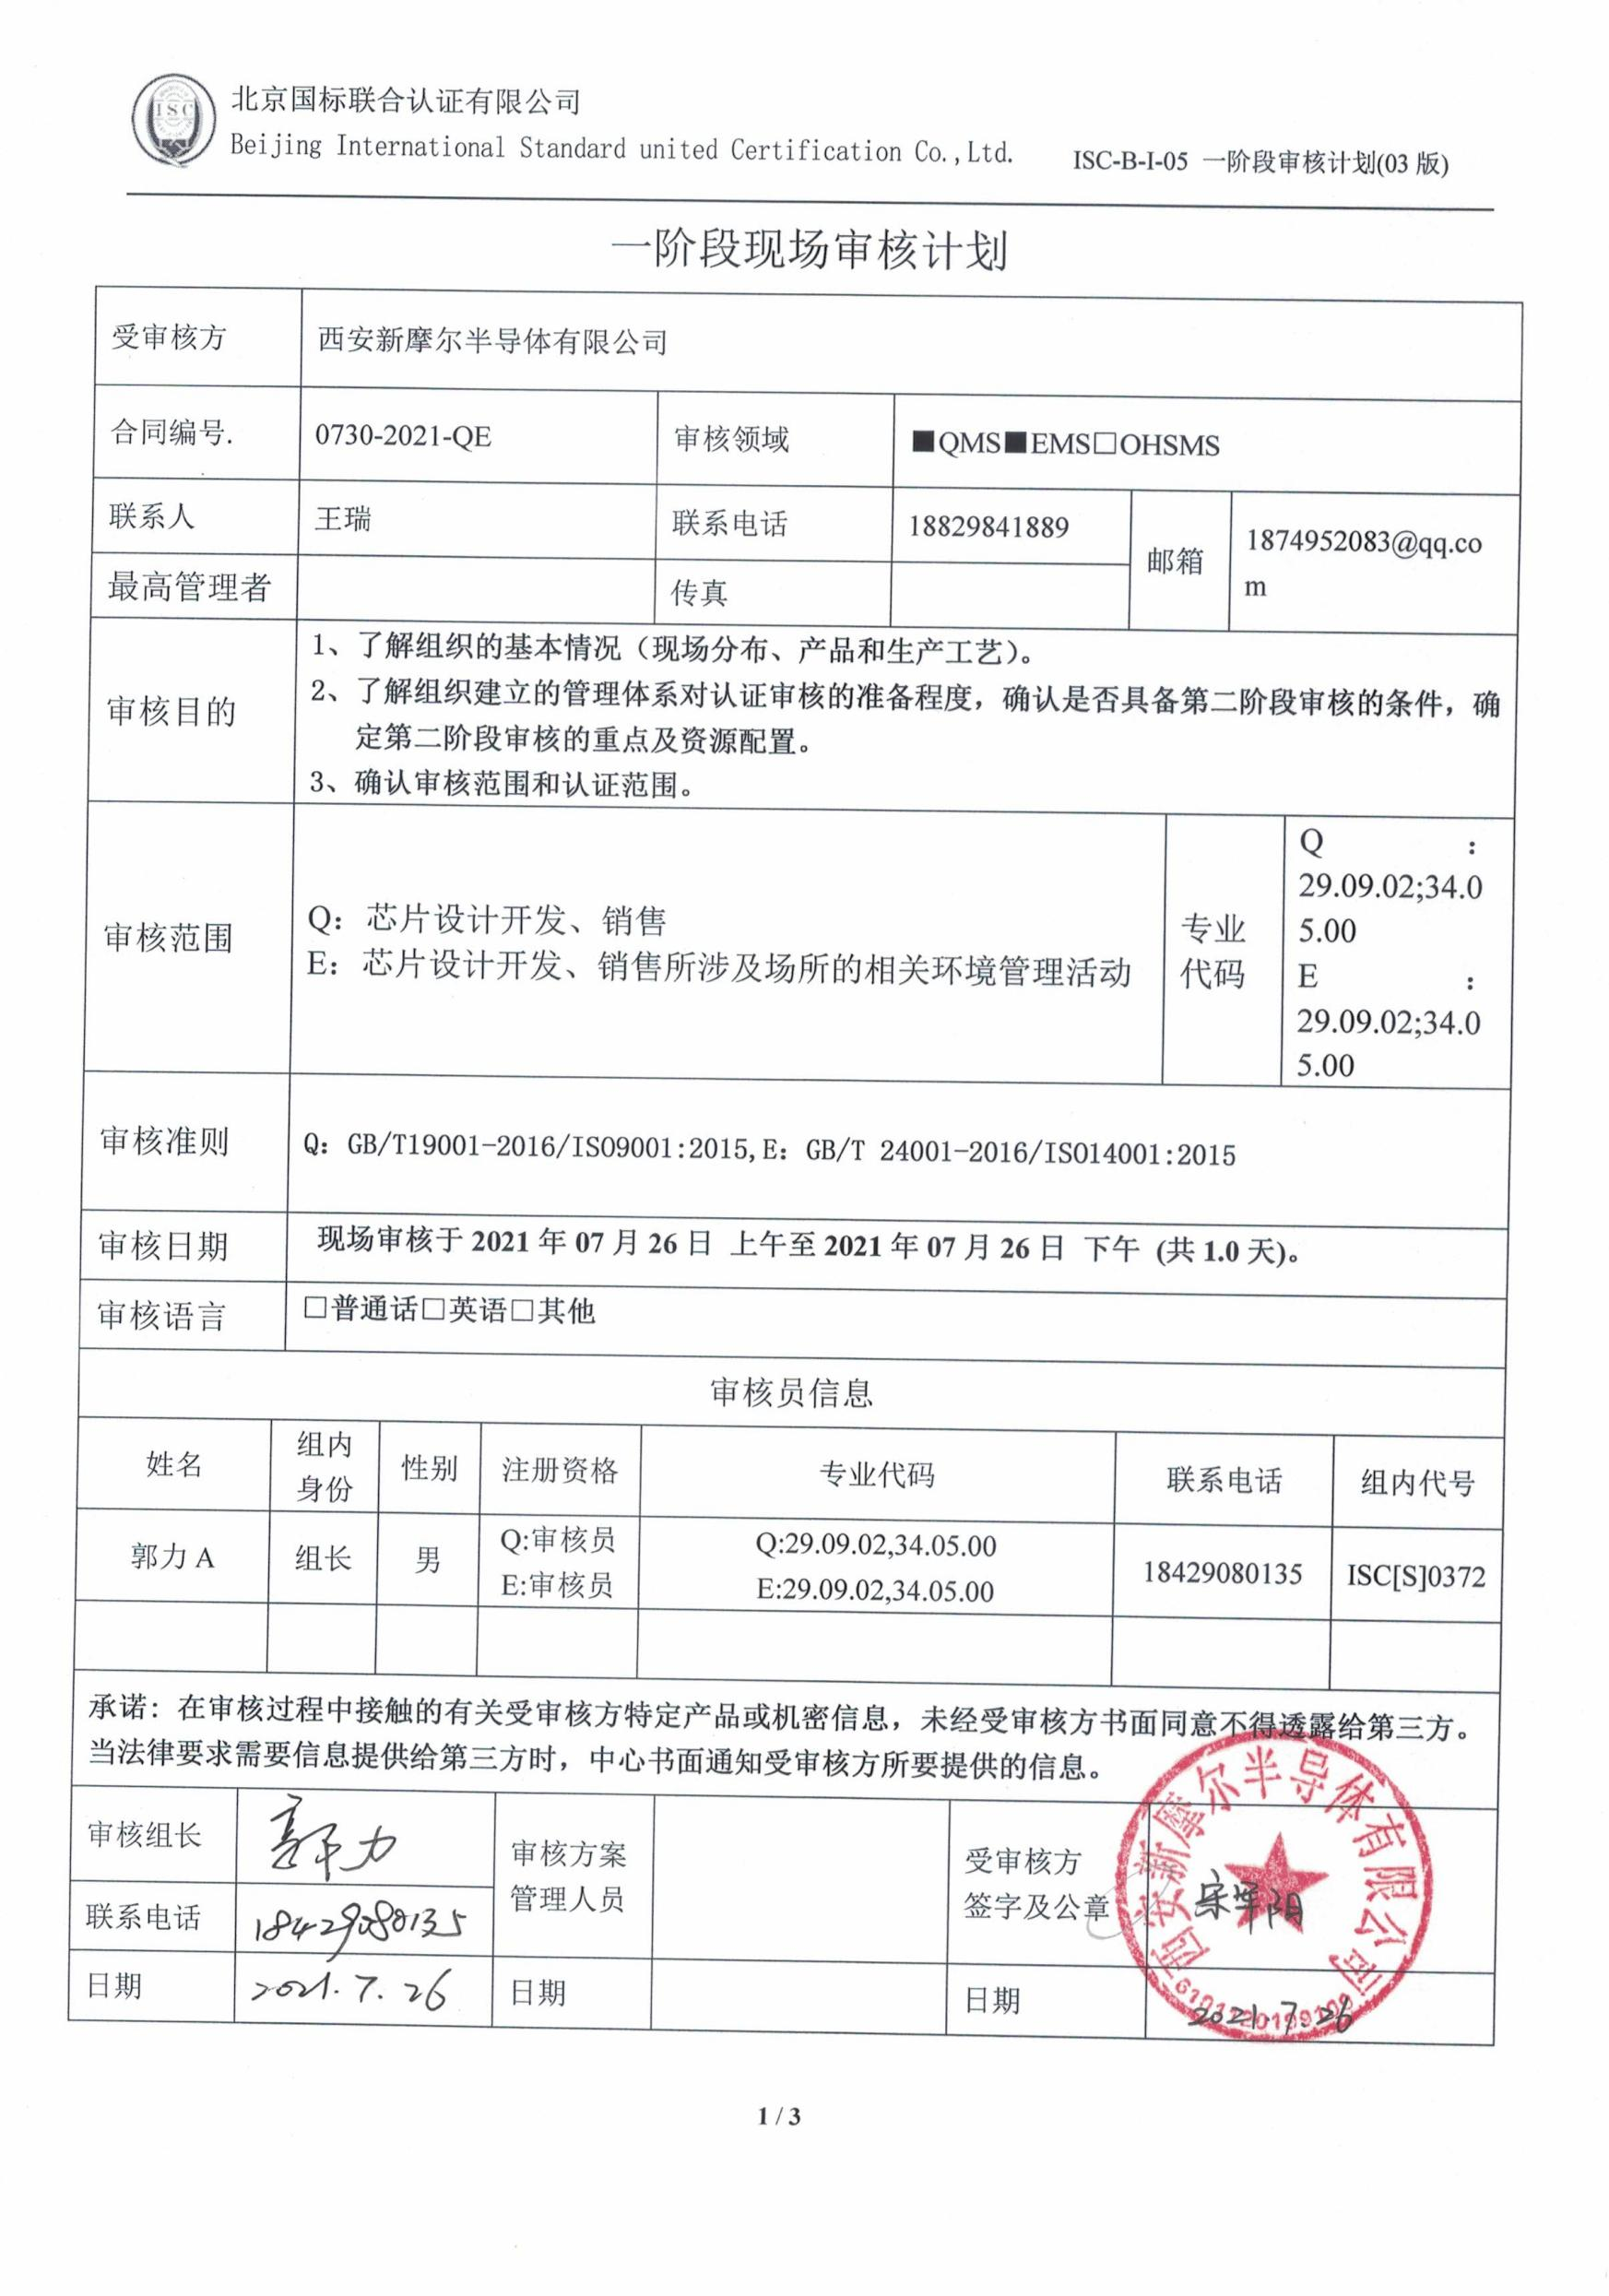 ISC
北京国标联合认证有限公司
Beijing International Standard united Certification Co.,Ltd.
ISC-B-I-05 一阶段审核计划(03 版)
一阶段现场审核计划
受审核方 西安新摩尔半导体有限公司
合同编号. 0730-2021-QE 审核领域 ■QMS■EMS□OHSMS
联系人 王瑞 联系电话 18829841889 邮箱 1874952083@qq.co
m
最高管理者 传真
审核目的
1、了解组织的基本情况（现场分布、产品和生产工艺）。
2、了解组织建立的管理体系对认证审核的准备程度，确认是否具备第二阶段审核的条件，确
定第二阶段审核的重点及资源配置。
3、确认审核范围和认证范围。
审核范围
Q：芯片设计开发、销售
E：芯片设计开发、销售所涉及场所的相关环境管理活动
专业
代码
Q ：
29.09.02;34.0
5.00
E ：
29.09.02;34.0
5.00
审核准则 Q：GB/T19001-2016/ISO9001:2015,E：GB/T 24001-2016/ISO14001:2015
审核日期 现场审核于 2021 年 07 月 26 日 上午至 2021 年 07 月 26 日 下午 (共 1.0 天)。
审核语言 □普通话□英语□其他
审核员信息
姓名 组内
身份 性别 注册资格 专业代码 联系电话 组内代号
郭力 A 组长 男 Q:审核员
E:审核员 Q:29.09.02,34.05.00
E:29.09.02,34.05.00 18429080135 ISC[S]0372
承诺：在审核过程中接触的有关受审核方特定产品或机密信息，未经受审核方书面同意不得透露给第三方。
当法律要求需要信息提供给第三方时，中心书面通知受审核方所要提供的信息。
审核组长 郭力
审核方案
管理人员
受审核方
签字及公章
西安新摩尔半导体有限公司
联系电话 18429080135
日期 2021.7.26 日期 日期 2021.7.26
1 / 3